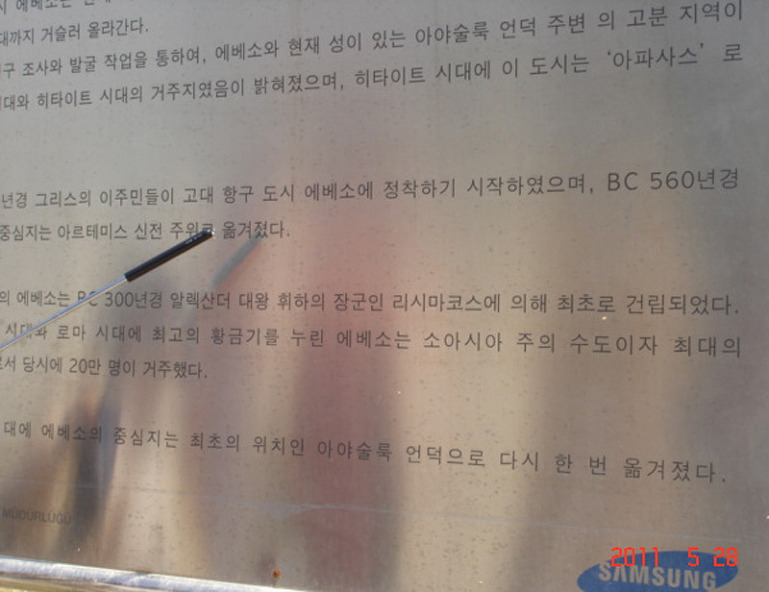 대까지 거슬러 올라간다.
구 조사와 발굴 작업을 통하여, 에베소와 현재 성이 있는 아야술룩 언덕 주변 의 고분 지역이
대와 히타이트 시대의 거주지였음이 밝혀졌으며, 히타이트 시대에 이 도시는 ‘아파사스’ 로
년경 그리스의 이주민들이 고대 항구 도시 에베소에 정착하기 시작하였으며, BC 560년경
중심지는 아르테미스 신전 주위로 옮겨졌다.
의 에베소는 BC 300년경 알렉산더 대왕 휘하의 장군인 리시마코스에 의해 최초로 건립되었다.
시대와 로마 시대에 최고의 황금기를 누린 에베소는 소아시아 주의 수도이자 최대의
서 당시에 20만 명이 거주했다.
대에 에베소의 중심지는 최초의 위치인 아야술룩 언덕으로 다시 한 번 옮겨졌다.
MÜDÜRLÜĞÜ
2011 5 28
SAMSUNG